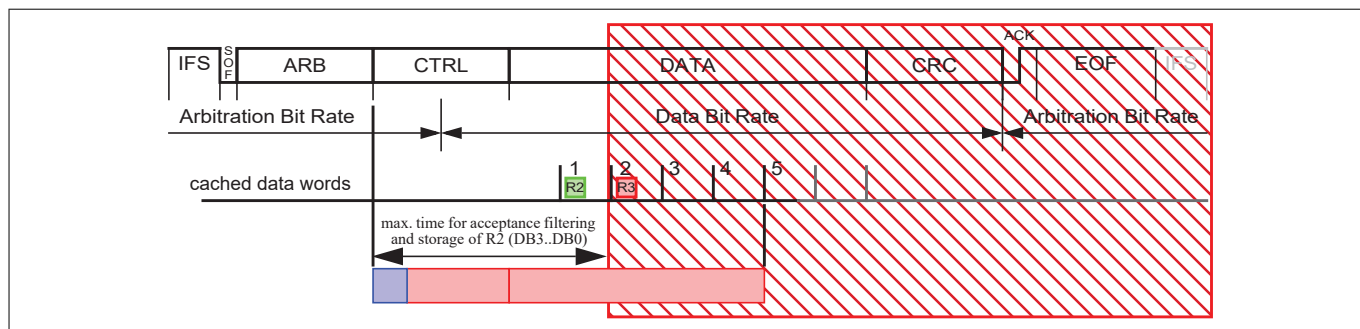 ACK
IFS SOF ARB CTRL DATA CRC EOF IFS
Arbitration Bit Rate Data Bit Rate Arbitration Bit Rate
1 2 3 4 5
cached data words R2 R3
max. time for acceptance filtering
and storage of R2 (DB3..DB0)